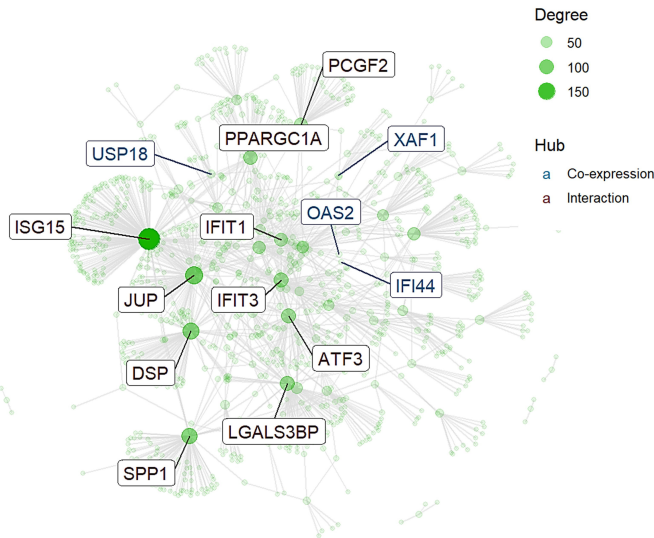 Degree
50
100
150
Hub
a Co-expression
a Interaction
PCGF2
PPARGC1A
XAF1
USP18
OAS2
ISG15
IFIT1
IFI44
JUP
IFIT3
ATF3
DSP
LGALS3BP
SPP1